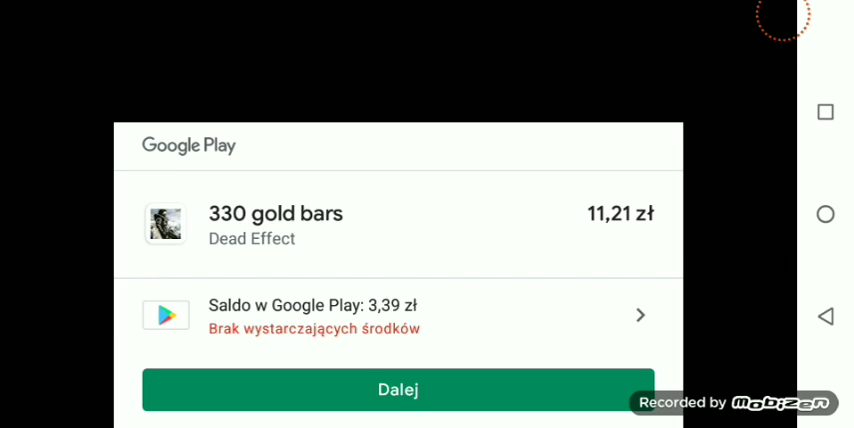 Google Play
330 gold bars
11,21 zł
Dead Effect
Saldo w Google Play: 3,39 zł
Brak wystarczających środków
Dalej
Recorded by mobizen